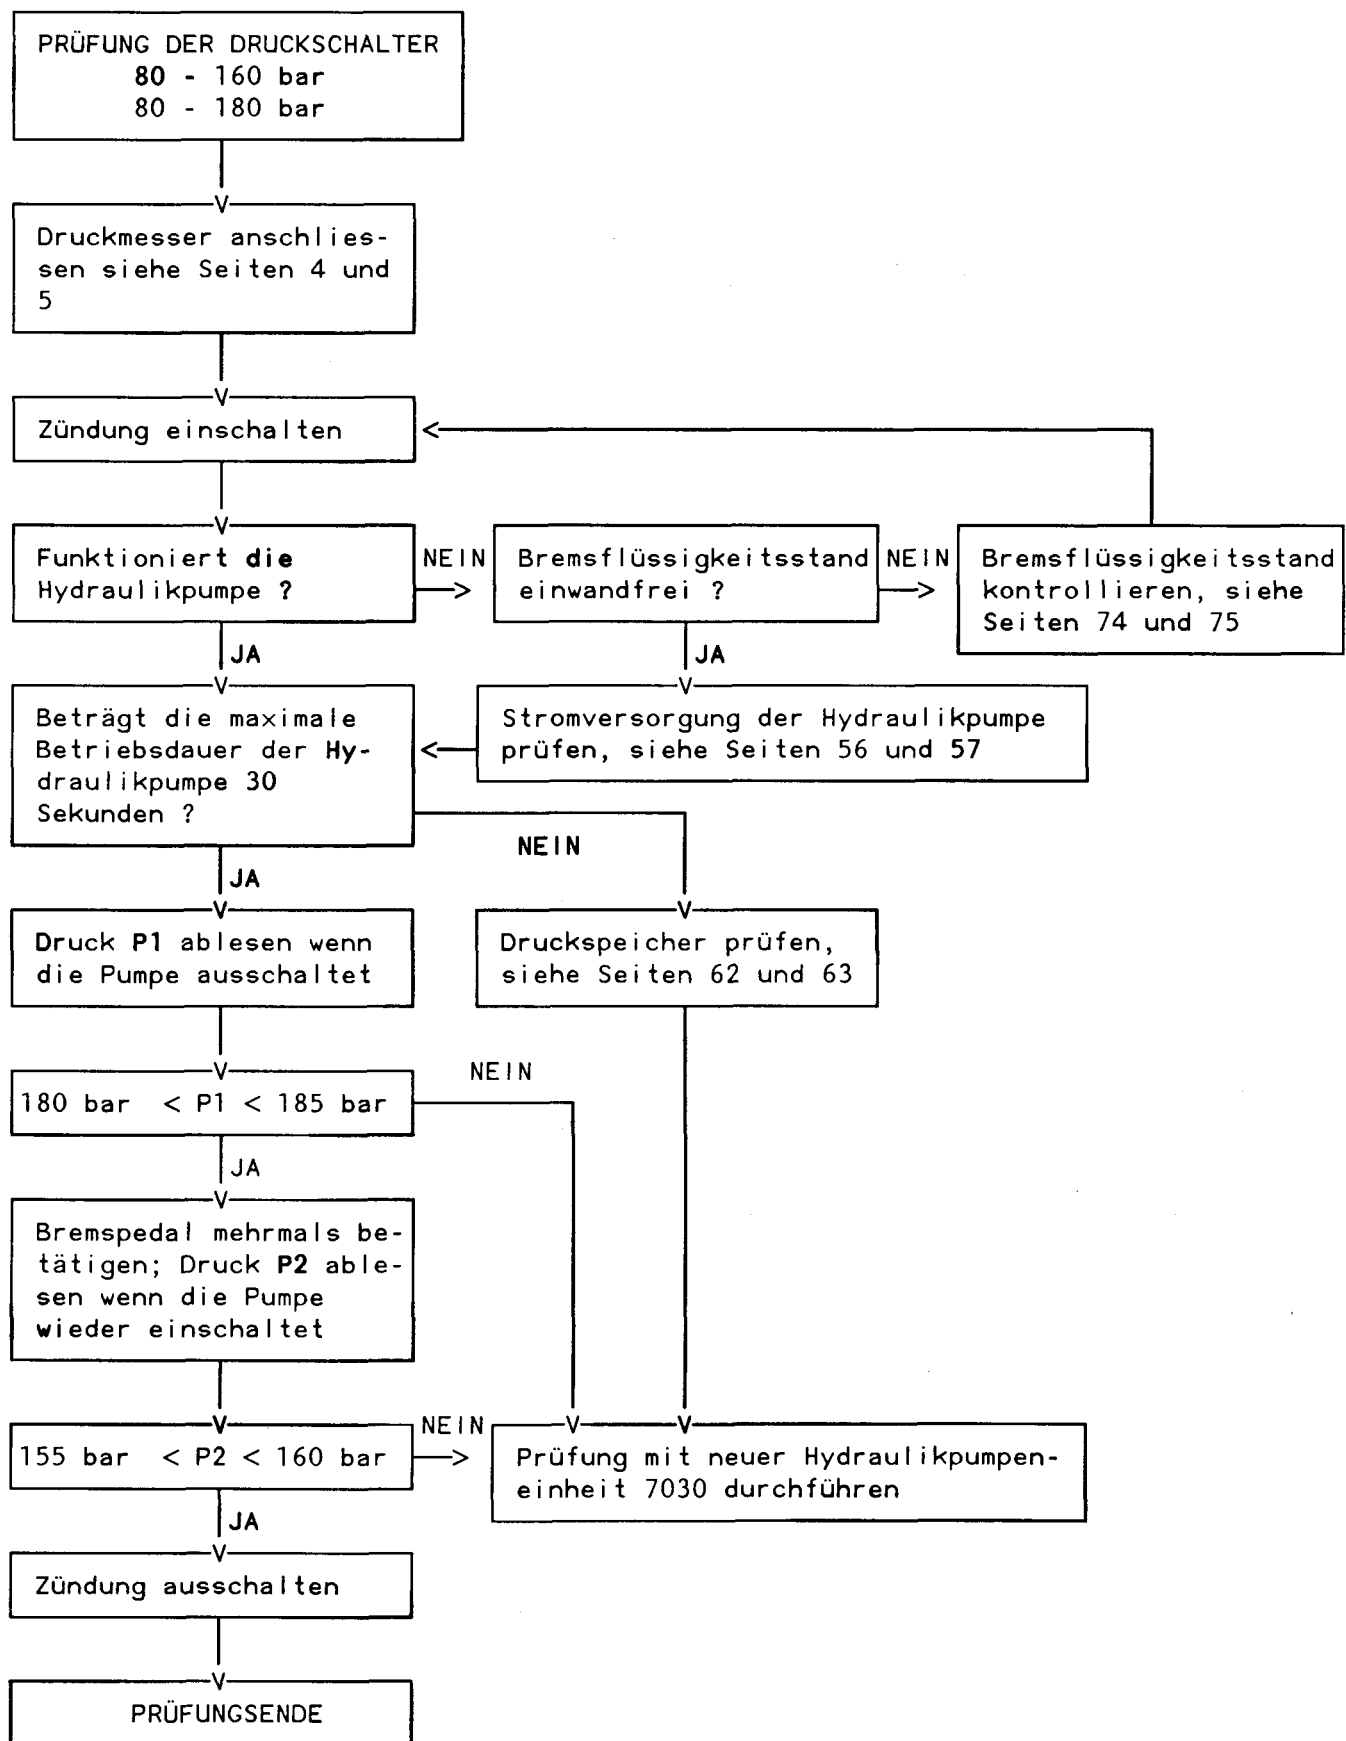 PRÜFUNG DER DRUCKSCHALTER
80 - 160 bar
80 - 180 bar
Druckmesser anschlies-
sen siehe Seiten 4 und
5
Zündung einschalten
Funktioniert die
Hydraulikpumpe ?
NEIN
Bremsflüssigkeitsstand
einwandfrei ?
NEIN
Bremsflüssigkeitsstand
kontrollieren, siehe
Seiten 74 und 75
JA
JA
Beträgt die maximale
Betriebsdauer der Hy-
draulikpumpe 30
Sekunden ?
Stromversorgung der Hydraulikpumpe
prüfen, siehe Seiten 56 und 57
NEIN
JA
Druck P1 ablesen wenn
die Pumpe ausschaltet
Druckspeicher prüfen,
siehe Seiten 62 und 63
NEIN
180 bar < P1 < 185 bar
JA
Bremspedal mehrmals be-
tätigen; Druck P2 able-
sen wenn die Pumpe
wieder einschaltet
NEIN
155 bar < P2 < 160 bar
Prüfung mit neuer Hydraulikpumpen-
einheit 7030 durchführen
JA
Zündung ausschalten
PRÜFUNGSENDE